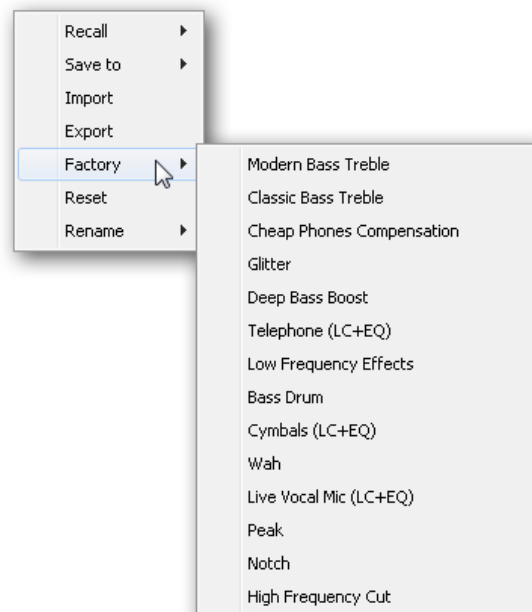 Recall
Save to
Import
Export
Factory
Reset
Rename
Modern Bass Treble
Classic Bass Treble
Cheap Phones Compensation
Glitter
Deep Bass Boost
Telephone (LC+EQ)
Low Frequency Effects
Bass Drum
Cymbals (LC+EQ)
Wah
Live Vocal Mic (LC+EQ)
Peak
Notch
High Frequency Cut